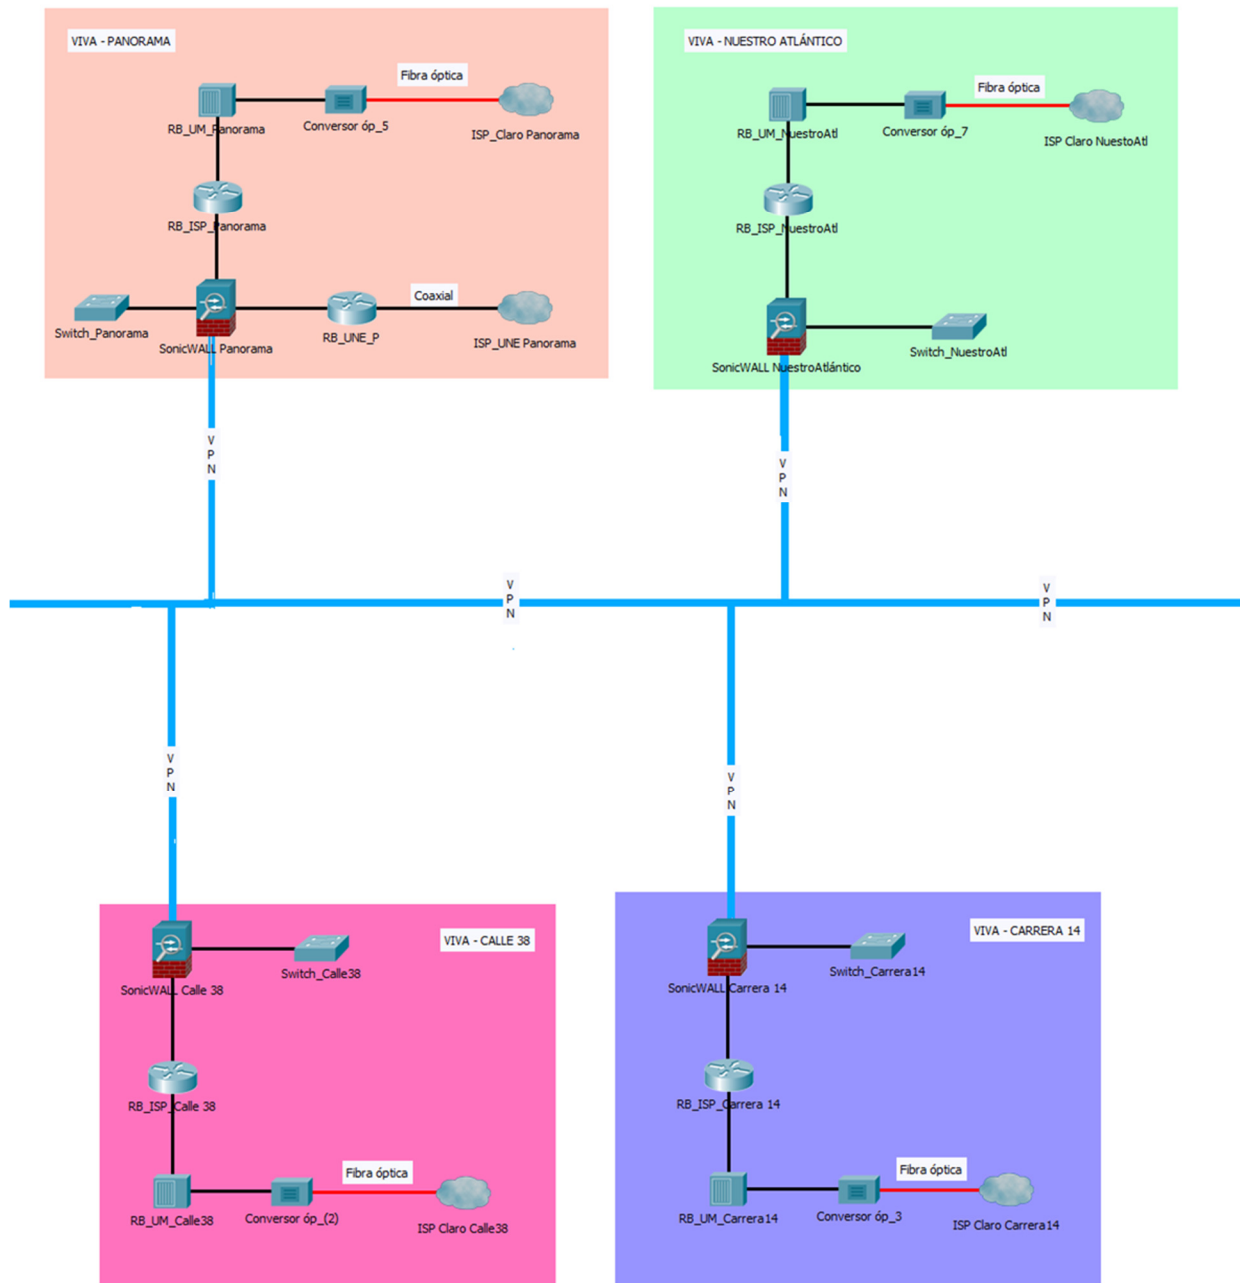 VIVA - PANORAMA
Fibra óptica
RB_UM_Panorama
Conversor óp_5
ISP_Claro Panorama
RB_ISP_Panorama
Coaxial
Switch_Panorama
SonicWALL Panorama
RB_UNE_P
ISP_UNE Panorama
VIVA - NUESTRO ATLÁNTICO
Fibra óptica
RB_UM_NuestroAtl
Conversor óp_7
ISP Claro NuestoAtl
RB_ISP_NuestroAtl
Switch_NuestroAtl
SonicWALL NuestroAtlántico
VPN
VPN
VPN
VPN
VPN
VPN
VIVA - CALLE 38
Switch_Calle38
SonicWALL Calle 38
RB_ISP_Calle 38
Fibra óptica
RB_UM_Calle38
Conversor óp_(2)
ISP Claro Calle38
VIVA - CARRERA 14
Switch_Carrera14
SonicWALL Carrera 14
RB_ISP_Carrera 14
Fibra óptica
RB_UM_Carrera14
Conversor óp_3
ISP Claro Carrera14